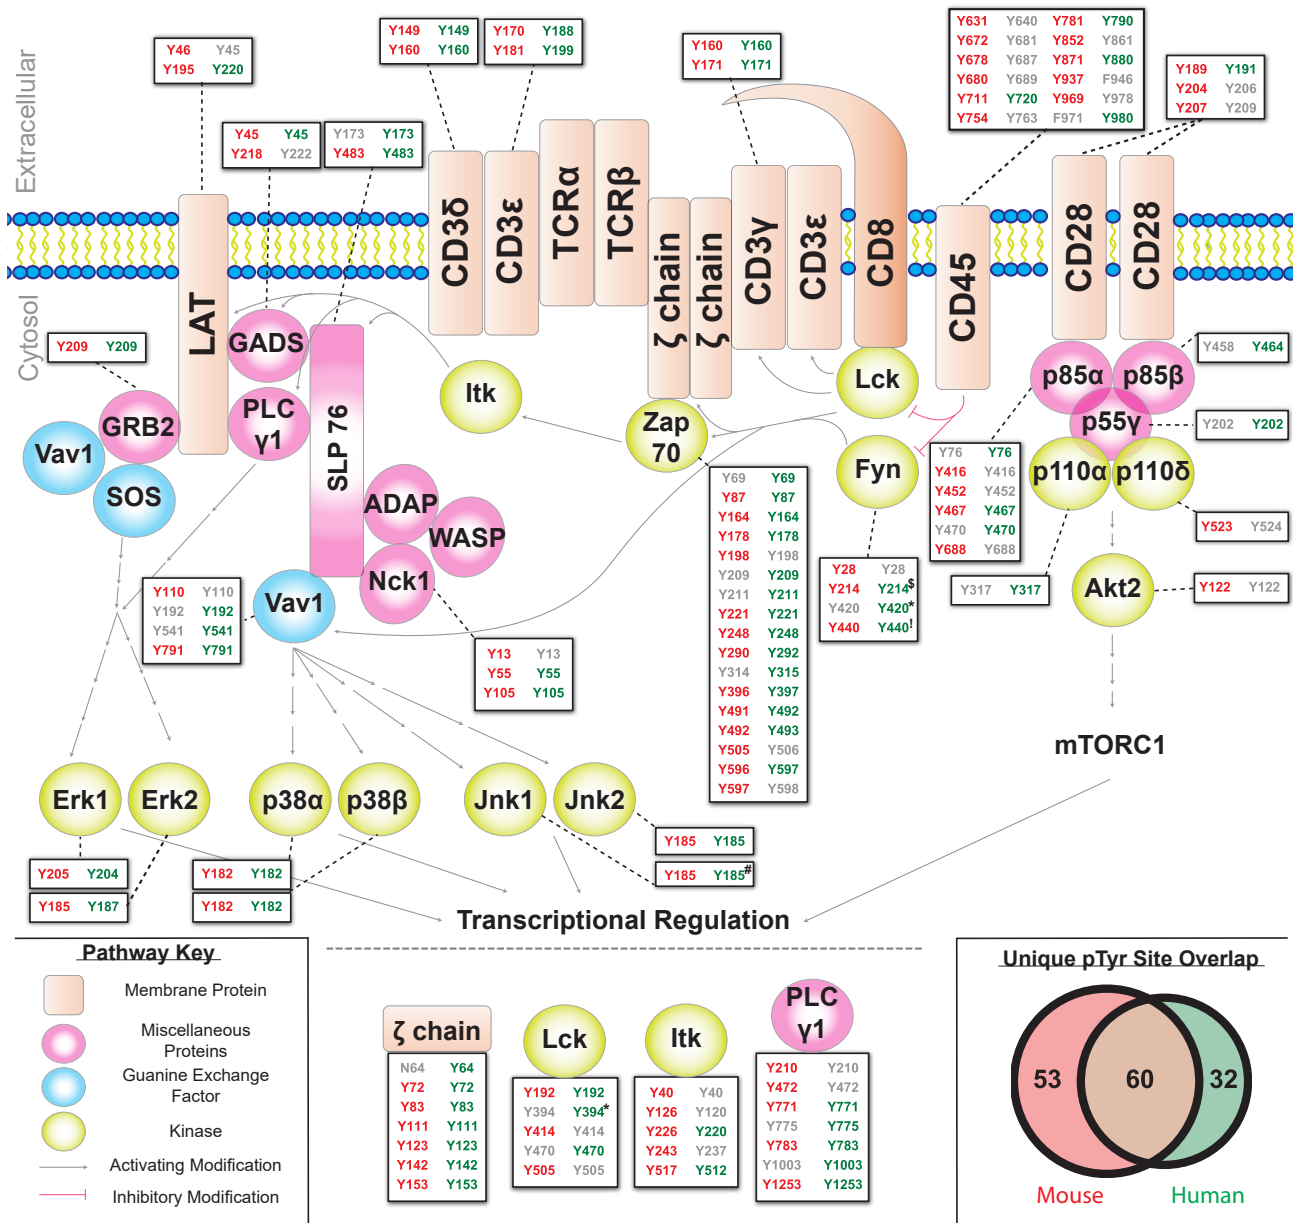 Extracellular
Cytosol
Y46 Y45
Y195 Y220
Y45 Y45
Y218 Y222
Y173 Y173
Y483 Y483
Y149 Y149
Y160 Y160
Y170 Y188
Y181 Y199
Y160 Y160
Y171 Y171
Y631 Y640 Y781 Y790
Y672 Y681 Y852 Y861
Y678 Y687 Y871 Y880
Y680 Y689 Y937 F946
Y711 Y720 Y969 Y978
Y754 Y763 F971 Y980
Y189 Y191
Y204 Y206
Y207 Y209
LAT
CD3δ
CD3ε
TCRα
TCRβ
ζ chain
ζ chain
CD3γ
CD3ε
CD8
CD45
CD28
CD28
Y209 Y209
GRB2
Vav1
SOS
GADS
PLC
γ1
SLP 76
ADAP
WASP
Nck1
Vav1
Itk
Zap
70
Lck
Fyn
p85α
p85β
p55γ
p110α
p110δ
Akt2
mTORC1
Y458 Y464
Y202 Y202
Y76 Y76
Y416 Y416
Y452 Y452
Y467 Y467
Y470 Y470
Y688 Y688
Y523 Y524
Y317 Y317
Y122 Y122
Y28 Y28
Y214 Y214$
Y420 Y420*
Y440 Y440!
Y69 Y69
Y87 Y87
Y164 Y164
Y178 Y178
Y198 Y198
Y209 Y209
Y211 Y211
Y221 Y221
Y248 Y248
Y290 Y292
Y314 Y315
Y396 Y397
Y491 Y492
Y492 Y493
Y505 Y506
Y596 Y597
Y597 Y598
Y110 Y110
Y192 Y192
Y541 Y541
Y791 Y791
Y13 Y13
Y55 Y55
Y105 Y105
Erk1
Erk2
p38α
p38β
Jnk1
Jnk2
Y205 Y204
Y185 Y187
Y182 Y182
Y182 Y182
Y185 Y185
Y185 Y185#
Transcriptional Regulation
Pathway Key
Membrane Protein
Miscellaneous
Proteins
Guanine Exchange
Factor
Kinase
Activating Modification
Inhibitory Modification
ζ chain
N64 Y64
Y72 Y72
Y83 Y83
Y111 Y111
Y123 Y123
Y142 Y142
Y153 Y153
Lck
Y192 Y192
Y394 Y394*
Y414 Y414
Y470 Y470
Y505 Y505
Itk
Y40 Y40
Y126 Y120
Y226 Y220
Y243 Y237
Y517 Y512
PLC
γ1
Y210 Y210
Y472 Y472
Y771 Y771
Y775 Y775
Y783 Y783
Y1003 Y1003
Y1253 Y1253
Unique pTyr Site Overlap
53 60 32
Mouse Human